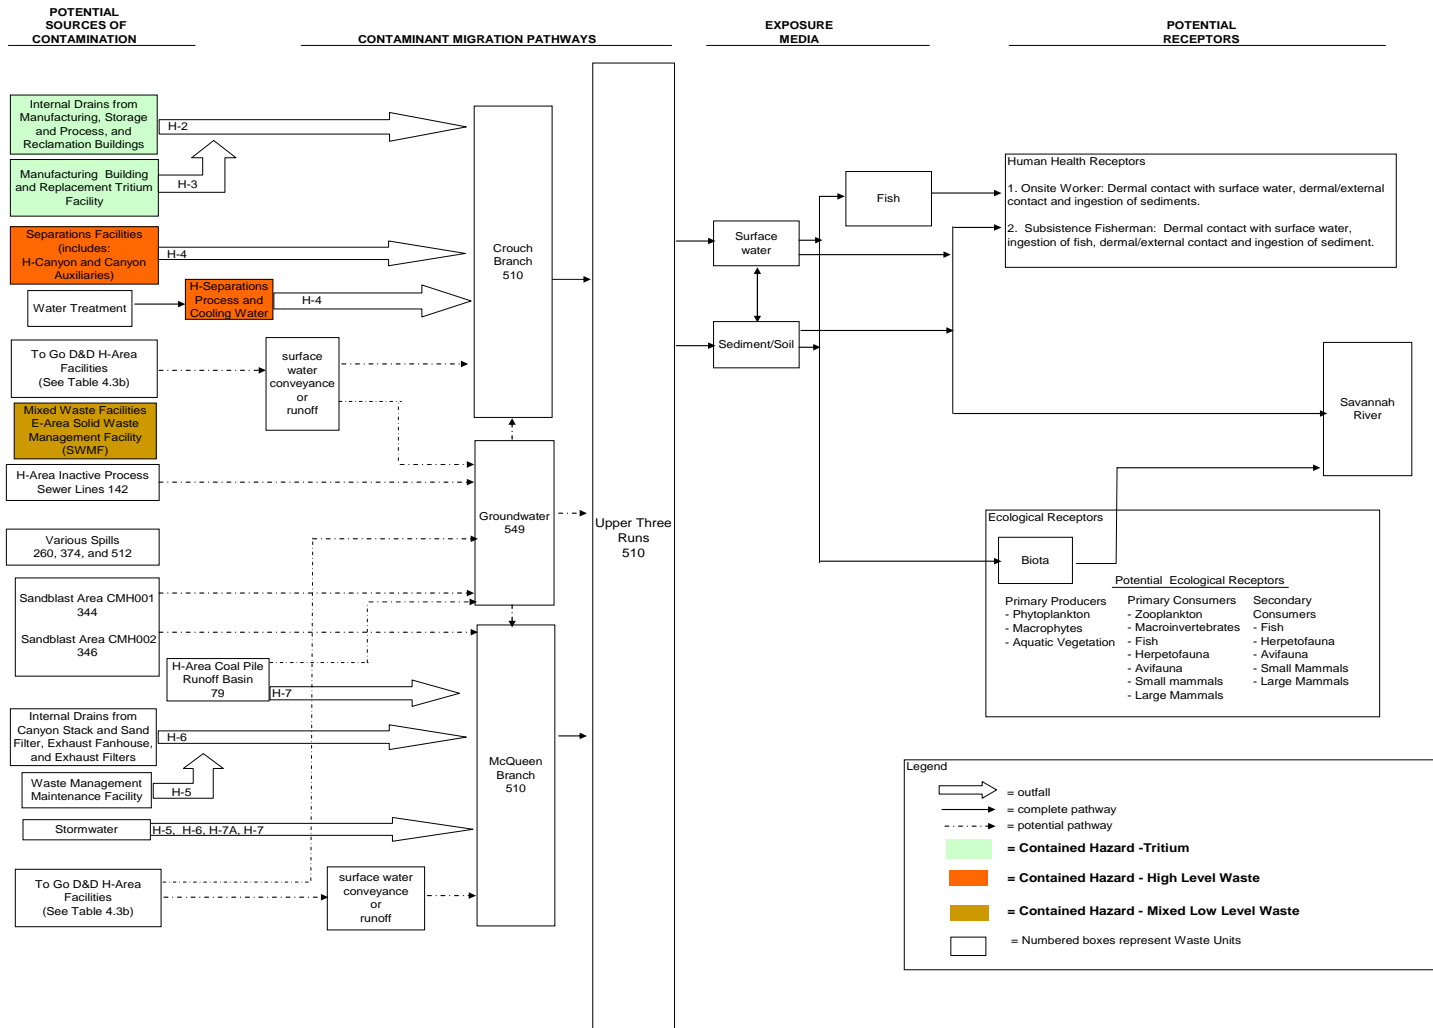 POTENTIAL
SOURCES OF
CONTAMINATION
CONTAMINANT MIGRATION PATHWAYS
EXPOSURE
MEDIA
POTENTIAL
RECEPTORS
Internal Drains from
Manufacturing, Storage
and Process, and
Reclamation Buildings
H-2
Manufacturing Building
and Replacement Tritium
Facility
H-3
Separations Facilities
(includes:
H-Canyon and Canyon
Auxiliaries)
H-4
Water Treatment
H-Separations
Process and
Cooling Water
H-4
To Go D&D H-Area
Facilities
(See Table 4.3b)
surface
water
conveyance
or
runoff
Mixed Waste Facilities
E-Area Solid Waste
Management Facility
(SWMF)
H-Area Inactive Process
Sewer Lines 142
Various Spills
260, 374, and 512
Sandblast Area CMH001
344
Sandblast Area CMH002
346
H-Area Coal Pile
Runoff Basin
79
H-7
Internal Drains from
Canyon Stack and Sand
Filter, Exhaust Fanhouse,
and Exhaust Filters
H-6
Waste Management
Maintenance Facility
H-5
Stormwater
H-5, H-6, H-7A, H-7
To Go D&D H-Area
Facilities
(See Table 4.3b)
surface water
conveyance
or
runoff
Crouch
Branch
510
Groundwater
549
McQueen
Branch
510
Upper Three
Runs
510
Surface
water
Sediment/Soil
Fish
Human Health Receptors
1. Onsite Worker: Dermal contact with surface water, dermal/external
contact and ingestion of sediments.
2. Subsistence Fisherman: Dermal contact with surface water,
ingestion of fish, dermal/external contact and ingestion of sediment.
Savannah
River
Ecological Receptors
Biota
Potential Ecological Receptors
Primary Producers
- Phytoplankton
- Macrophytes
- Aquatic Vegetation
Primary Consumers
- Zooplankton
- Macroinvertebrates
- Fish
- Herpetofauna
- Avifauna
- Small mammals
- Large Mammals
Secondary
Consumers
- Fish
- Herpetofauna
- Avifauna
- Small Mammals
- Large Mammals
Legend
= outfall
= complete pathway
= potential pathway
= Contained Hazard -Tritium
= Contained Hazard - High Level Waste
= Contained Hazard - Mixed Low Level Waste
= Numbered boxes represent Waste Units